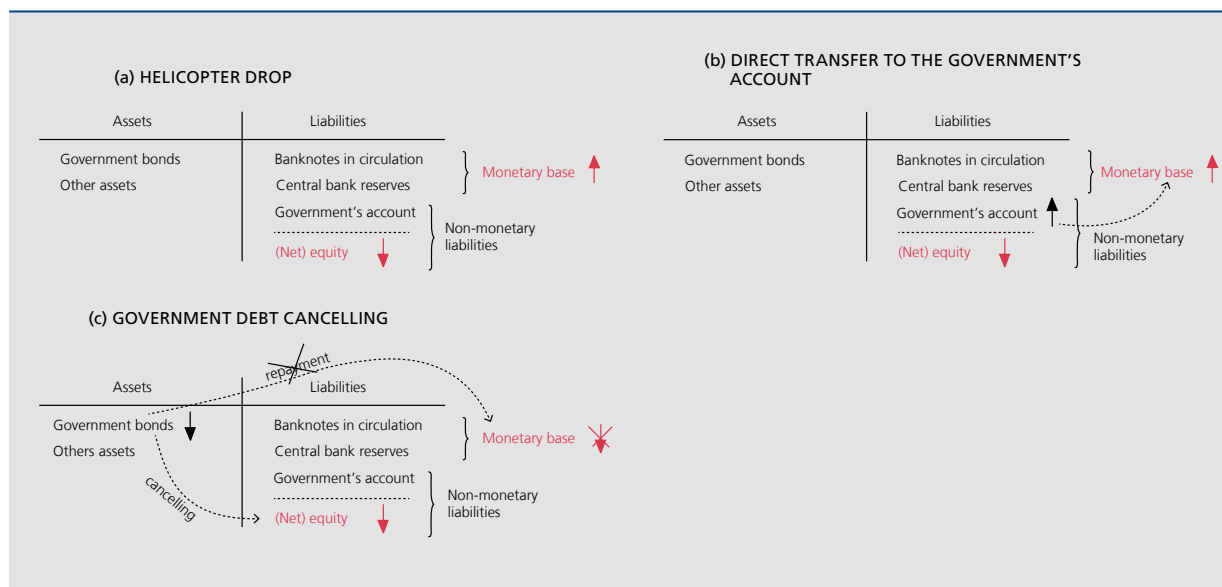 (a) HELICOPTER DROP
Assets
Liabilities
Government bonds
Banknotes in circulation
Other assets
Central bank reserves
Monetary base
Government's account
(Net) equity
Non-monetary
liabilities
(b) DIRECT TRANSFER TO THE GOVERNMENT'S
ACCOUNT
Assets
Liabilities
Government bonds
Banknotes in circulation
Other assets
Central bank reserves
Monetary base
Government's account
(Net) equity
Non-monetary
liabilities
(c) GOVERNMENT DEBT CANCELLING
repayment
Assets
Liabilities
Government bonds
Banknotes in circulation
Others assets
Central bank reserves
Monetary base
cancelling
Government's account
(Net) equity
Non-monetary
liabilities